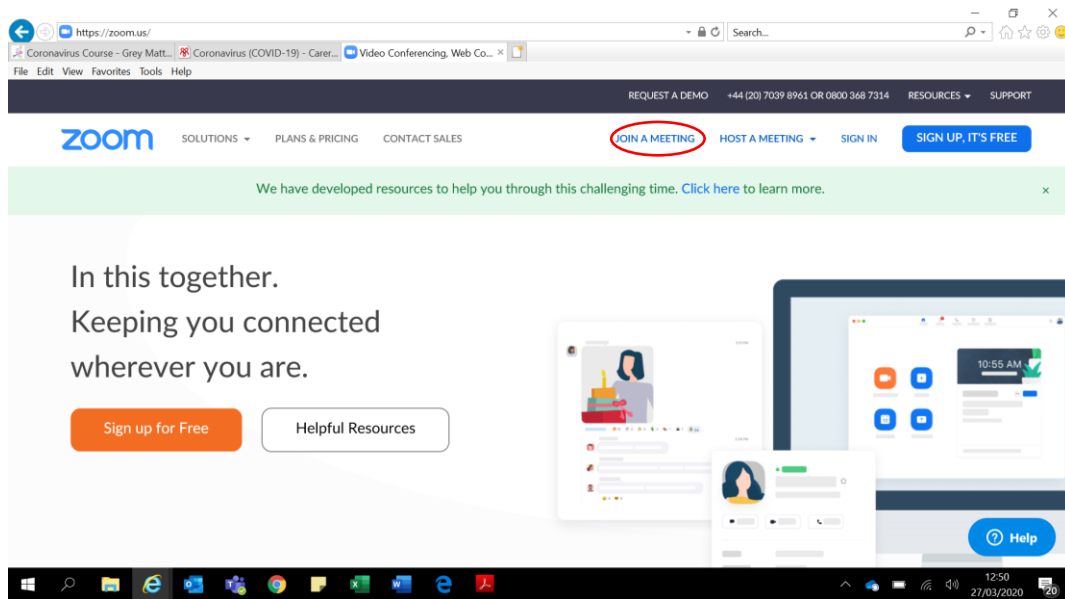 https://zoom.us/
Search...
Coronavirus Course - Grey Matt...
Coronavirus (COVID-19) - Carer...
Video Conferencing, Web Co...
File Edit View Favorites Tools Help
REQUEST A DEMO +44 (20) 7039 8961 OR 0800 368 7314 RESOURCES SUPPORT
zoom SOLUTIONS PLANS & PRICING CONTACT SALES JOIN A MEETING HOST A MEETING SIGN IN SIGN UP, IT'S FREE
We have developed resources to help you through this challenging time. Click here to learn more.
In this together.
Keeping you connected
wherever you are.
10:55 AM
Sign up for Free Helpful Resources
Help
12:50
27/03/2020
20